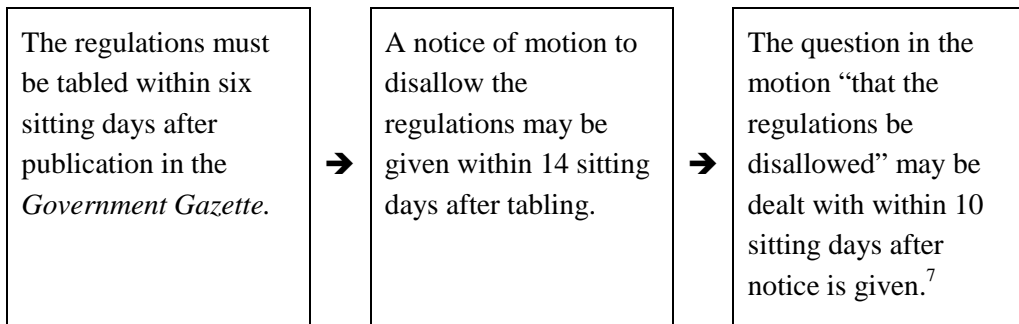 The regulations must
be tabled within six
sitting days after
publication in the
Government Gazette.
➔
A notice of motion to
disallow the
regulations may be
given within 14 sitting
days after tabling.
➔
The question in the
motion “that the
regulations be
disallowed” may be
dealt with within 10
sitting days after
notice is given.7